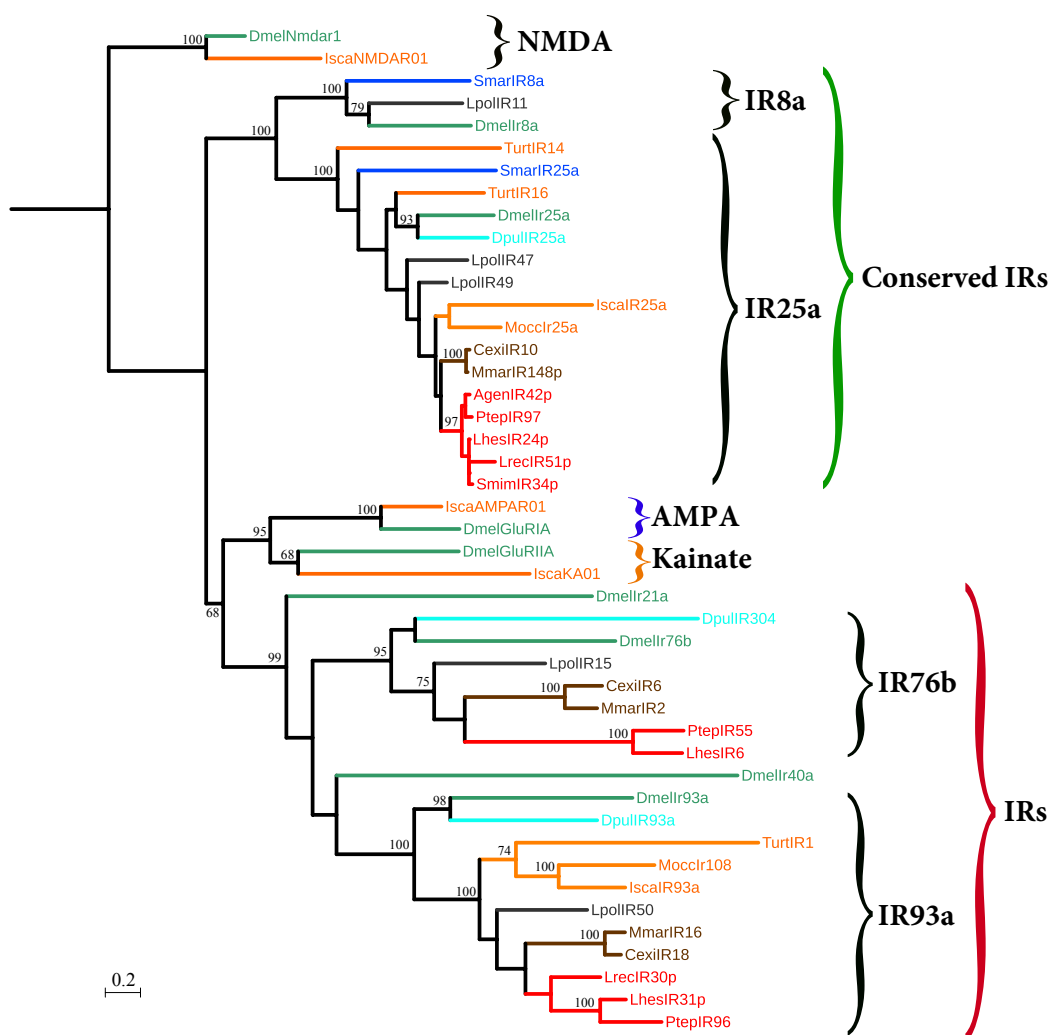 DmelNmdar1
100
NMDA
IscaNMDAR01
SmarIR8a
100
LpolIR11
79
IR8a
DmelIr8a
100
TurtIR14
100
SmarIR25a
TurtIR16
DmelIr25a
93
DpulIR25a
LpolIR47
Conserved IRs
LpolIR49
IscaIR25a
IR25a
MoccIr25a
CexiIR10
100
MmarIR148p
AgenIR42p
PtepIR97
97
LhesIR24p
LrecIR51p
SmimIR34p
IscaAMPAR01
100
AMPA
DmelGluRIA
95
DmelGluRIIA
68
Kainate
IscaKA01
DmelIr21a
68
DpulIR304
DmelIr76b
95
99
LpolIR15
75
IR76b
CexiIR6
100
MmarIR2
PtepIR55
100
LhesIR6
DmelIr40a
DmelIr93a
98
IRs
DpulIR93a
TurtIR1
100
74
MoccIr108
100
IscaIR93a
100
LpolIR50
IR93a
MmarIR16
100
CexiIR18
LrecIR30p
0.2
LhesIR31p
100
PtepIR96